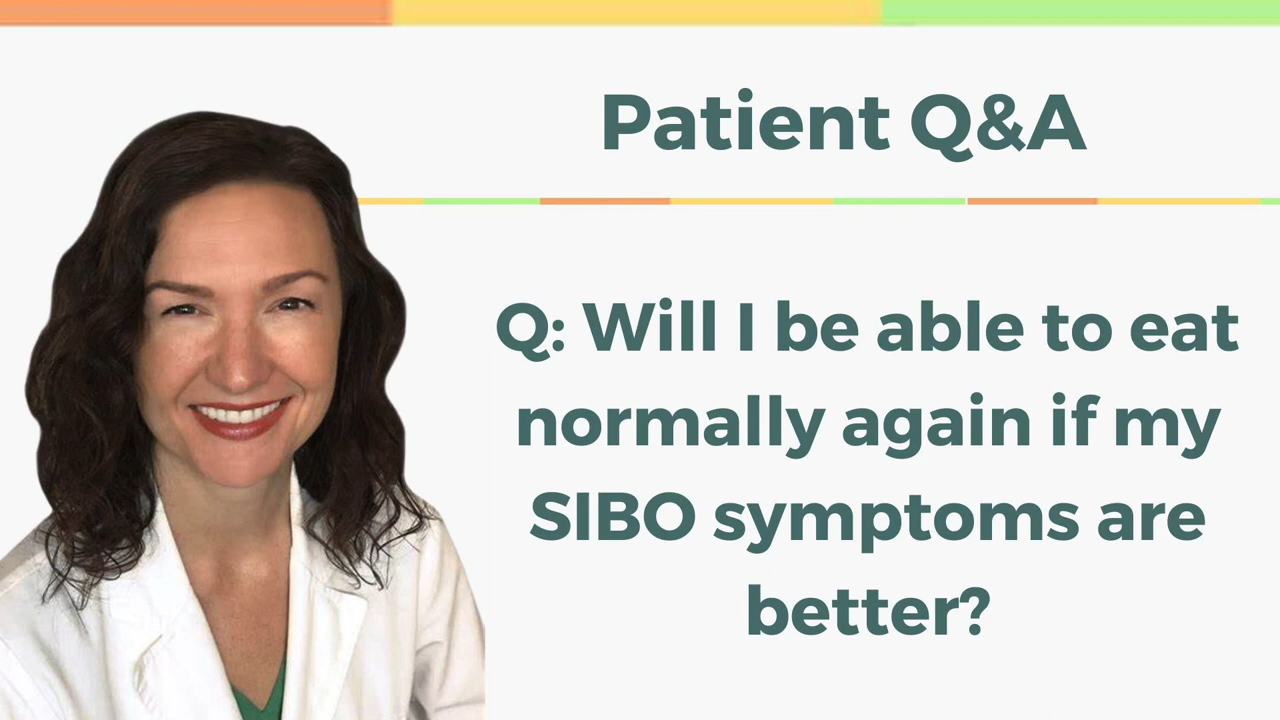 Patient Q&A
Q: Will I be able to eat
normally again if my
SIBO symptoms are
better?